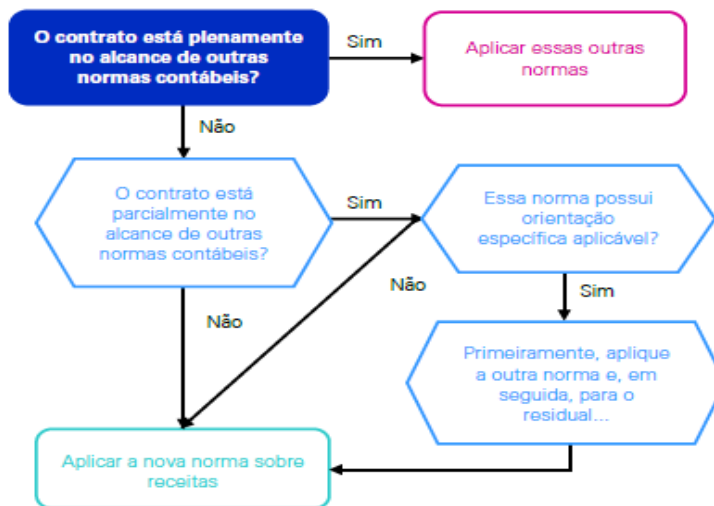 O contrato está plenamente
no alcance de outras
normas contábeis?
Sim
Aplicar essas outras
normas
Não
O contrato está
parcialmente no
alcance de outras
normas contábeis?
Sim
Essa norma possui
orientação
específica aplicável?
Não
Não
Sim
Primeiramente, aplique
a outra norma e, em
seguida, para o
residual...
Aplicar a nova norma sobre
receitas